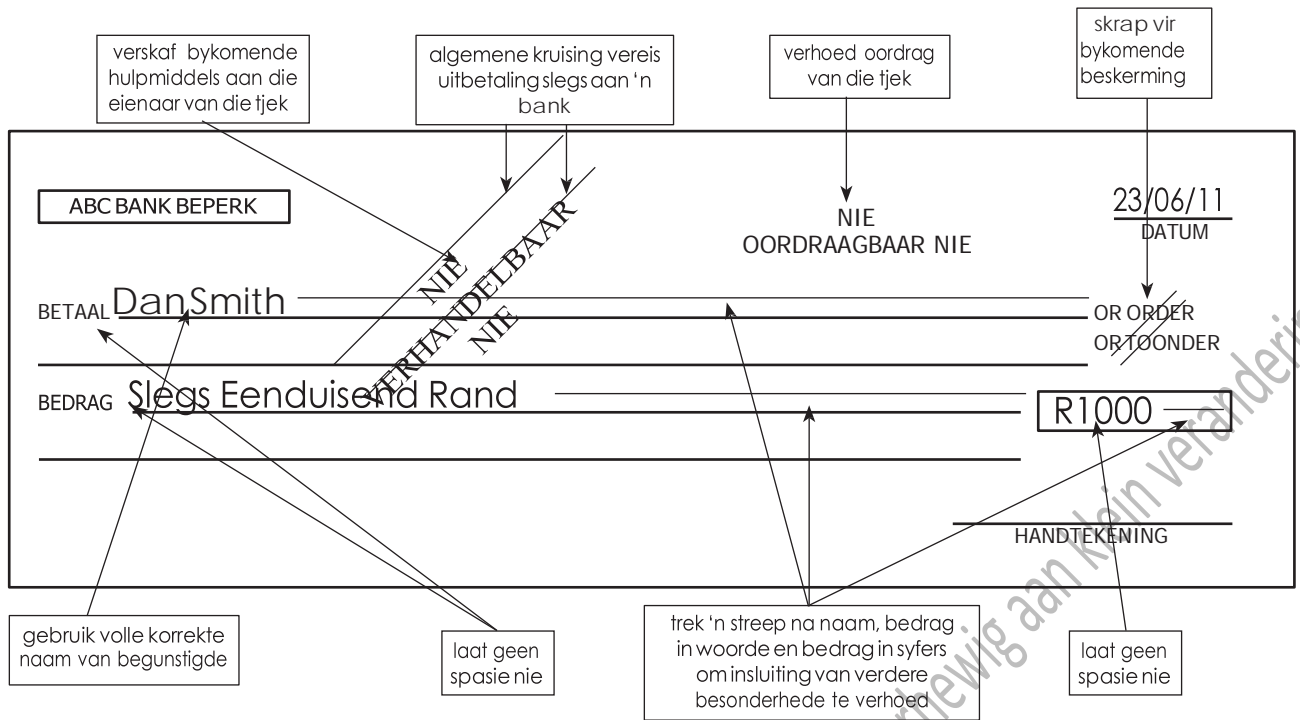 verskaf bykomende
hulpmiddels aan die
eienaar van die tjek
algemene kruising vereis
uitbetaling slegs aan 'n
bank
verhoed oordrag
van die tjek
skrap vir
bykomende
beskerming
ABC BANK BEPERK
NIE
VERHANDELBAAR
NIE
NIE
OORDRAAGBAAR NIE
23/06/11
DATUM
BETAAL Dan Smith
OR ORDER
OR TOONDER
BEDRAG Slegs Eenduisend Rand
R1000
HANDTEKENING
gebruik volle korrekte
naam van begunstigde
laat geen
spasie nie
trek 'n streep na naam, bedrag
in woorde en bedrag in syfers
om insluiting van verdere
besonderhede te verhoed
laat geen
spasie nie
aan klein